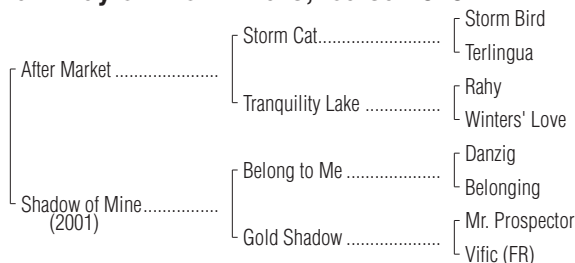 Storm Bird
Storm Cat........................
Terlingua
After Market .....................
Rahy
Tranquility Lake ...............
Winters' Love
Danzig
Belong to Me ...................
Belonging
Shadow of Mine...............
(2001)
Mr. Prospector
Gold Shadow ...................
Vific (FR)